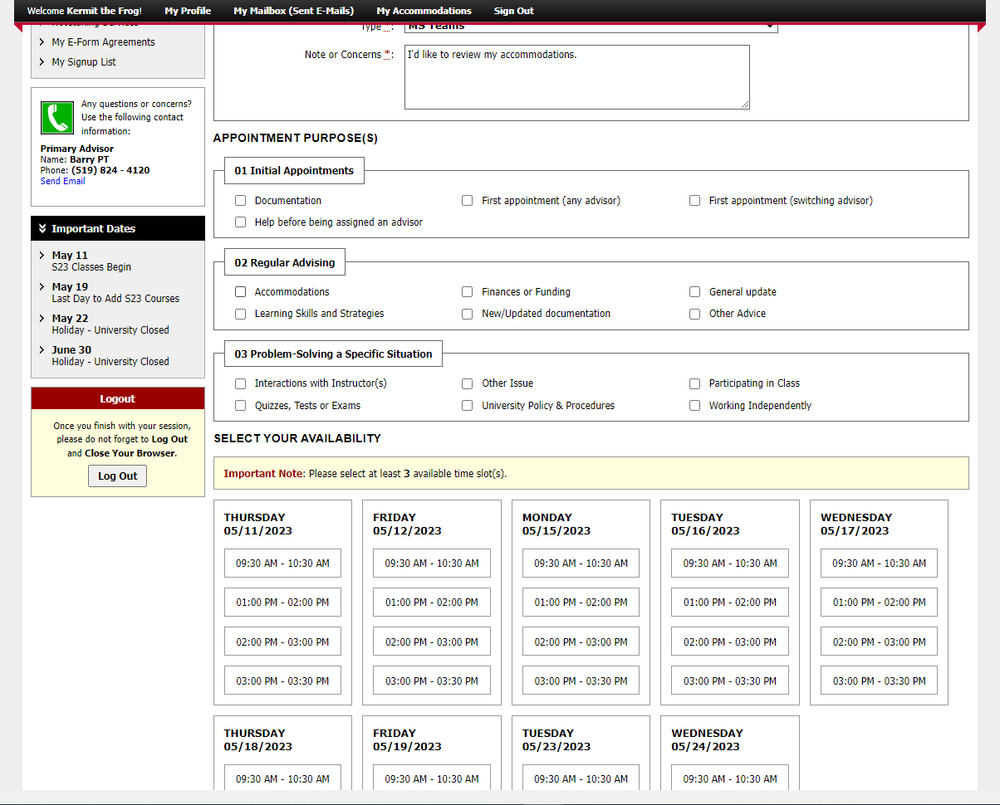 Welcome Kermit the Frog! My Profile My Mailbox (Sent E-Mails) My Accommodations Sign Out
My E-Form Agreements
My Signup List
Any questions or concerns?
Use the following contact
information:
Primary Advisor
Name: Barry PT
Phone: (519) 824 - 4120
Send Email
Important Dates
May 11
S23 Classes Begin
May 19
Last Day to Add S23 Courses
May 22
Holiday - University Closed
June 30
Holiday - University Closed
Logout
Once you finish with your session,
please do not forget to Log Out
and Close Your Browser.
Log Out
Type *: MS Teams
Note or Concerns *: I'd like to review my accommodations.
APPOINTMENT PURPOSE(S)
01 Initial Appointments
Documentation First appointment (any advisor) First appointment (switching advisor)
Help before being assigned an advisor
02 Regular Advising
Accommodations Finances or Funding General update
Learning Skills and Strategies New/Updated documentation Other Advice
03 Problem-Solving a Specific Situation
Interactions with Instructor(s) Other Issue Participating in Class
Quizzes, Tests or Exams University Policy & Procedures Working Independently
SELECT YOUR AVAILABILITY
Important Note: Please select at least 3 available time slot(s).
THURSDAY FRIDAY MONDAY TUESDAY WEDNESDAY
05/11/2023 05/12/2023 05/15/2023 05/16/2023 05/17/2023
09:30 AM - 10:30 AM 09:30 AM - 10:30 AM 09:30 AM - 10:30 AM 09:30 AM - 10:30 AM 09:30 AM - 10:30 AM
01:00 PM - 02:00 PM 01:00 PM - 02:00 PM 01:00 PM - 02:00 PM 01:00 PM - 02:00 PM 01:00 PM - 02:00 PM
02:00 PM - 03:00 PM 02:00 PM - 03:00 PM 02:00 PM - 03:00 PM 02:00 PM - 03:00 PM 02:00 PM - 03:00 PM
03:00 PM - 03:30 PM 03:00 PM - 03:30 PM 03:00 PM - 03:30 PM 03:00 PM - 03:30 PM 03:00 PM - 03:30 PM
THURSDAY FRIDAY TUESDAY WEDNESDAY
05/18/2023 05/19/2023 05/23/2023 05/24/2023
09:30 AM - 10:30 AM 09:30 AM - 10:30 AM 09:30 AM - 10:30 AM 09:30 AM - 10:30 AM